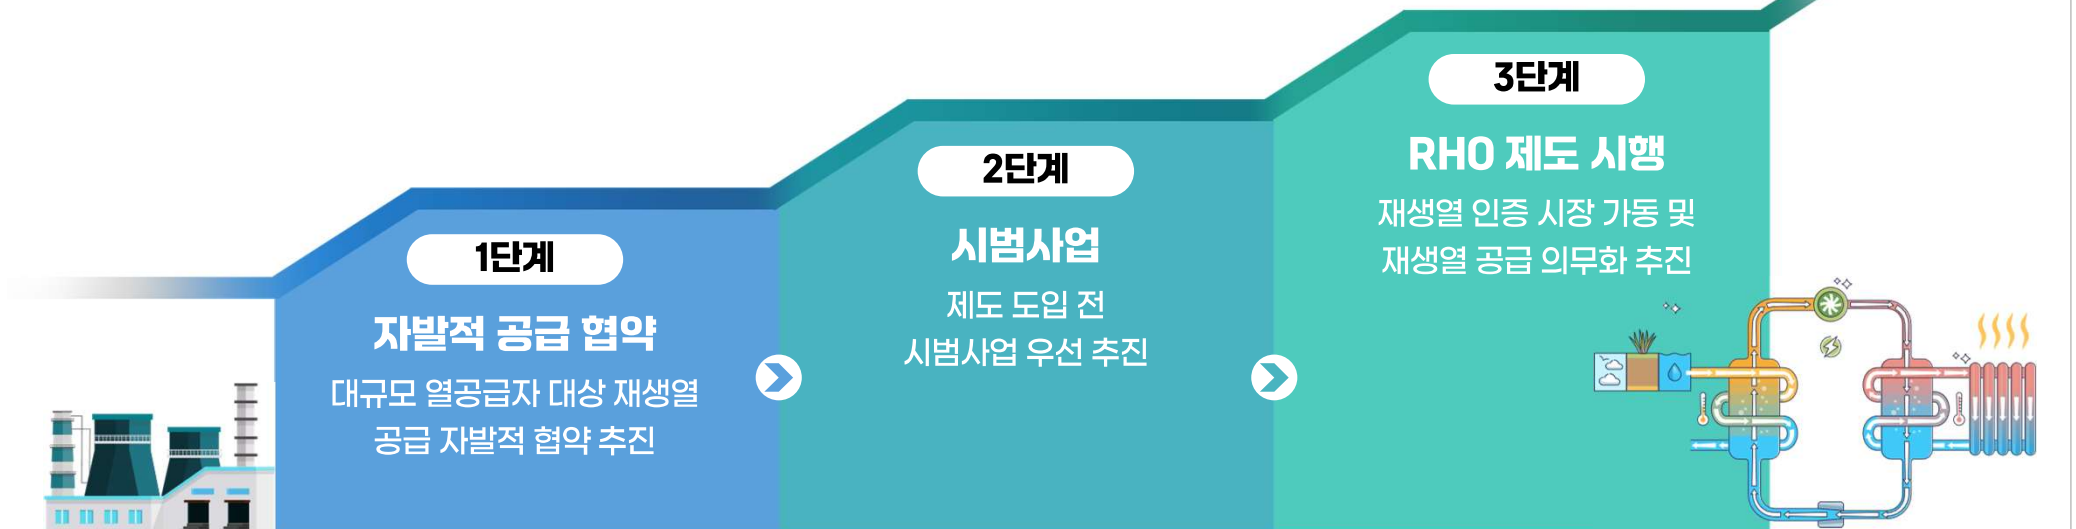 1단계
자발적 공급 협약
대규모 열공급자 대상 재생열
공급 자발적 협약 추진
2단계
시범사업
제도 도입 전
시범사업 우선 추진
3단계
RHO 제도 시행
재생열 인증 시장 가동 및
재생열 공급 의무화 추진